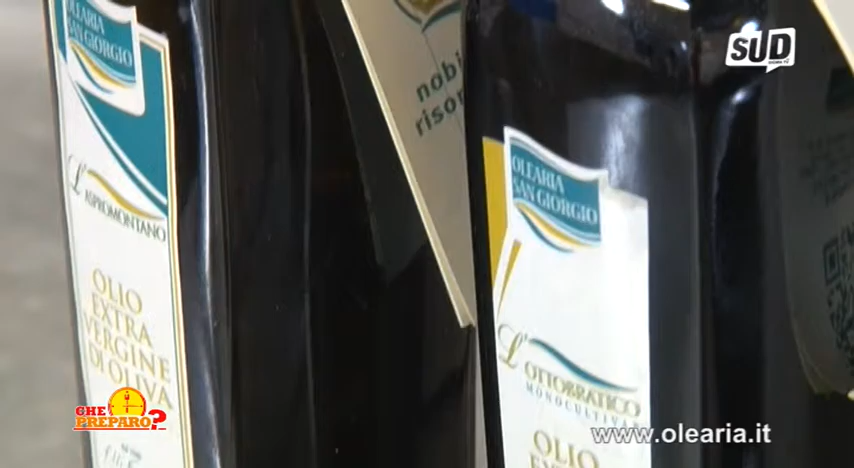 OLEARIA
SAN GIORGIO
L'ASPROMONTANO
OLIO
EXTRA
VERGINE
DI OLIVA
nobi
risor
OLEARIA
SAN GIORGIO
L'OTTOBRATICO
MONOCULTIVAR
OLIO
SUD
CHE
PREPARO?
www.olearia.it